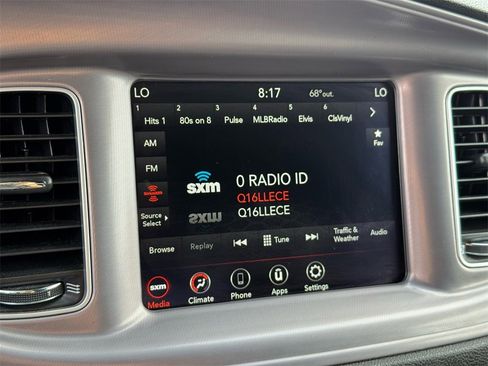 LO 8:17 68°out. LO
1 2 3 4 5 6
Hits 1 80s on 8 Pulse MLBRadio Elvis ClsVinyl
AM
Fav
FM
sxm
0 RADIO ID
Q16LLECE
Q16LLECE
Source
Select
Browse Replay Tune Traffic &
Weather Audio
sxm
Media Climate Phone Apps Settings